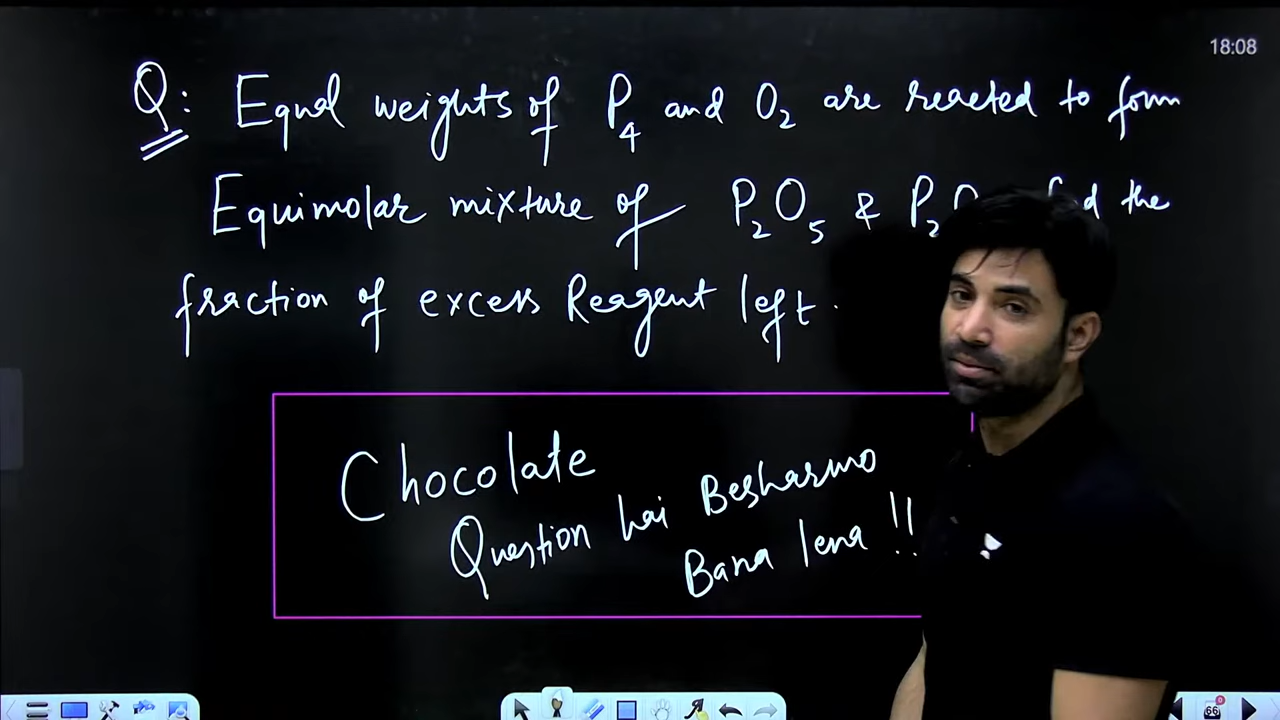 18:08
Q: Equal weights of P4 and O2 are reacted to form
Equimolar mixture of P2O5 & the
fraction of excess Reagent left.
Chocolate
Question hai Besharmo
Bana lena !!
66